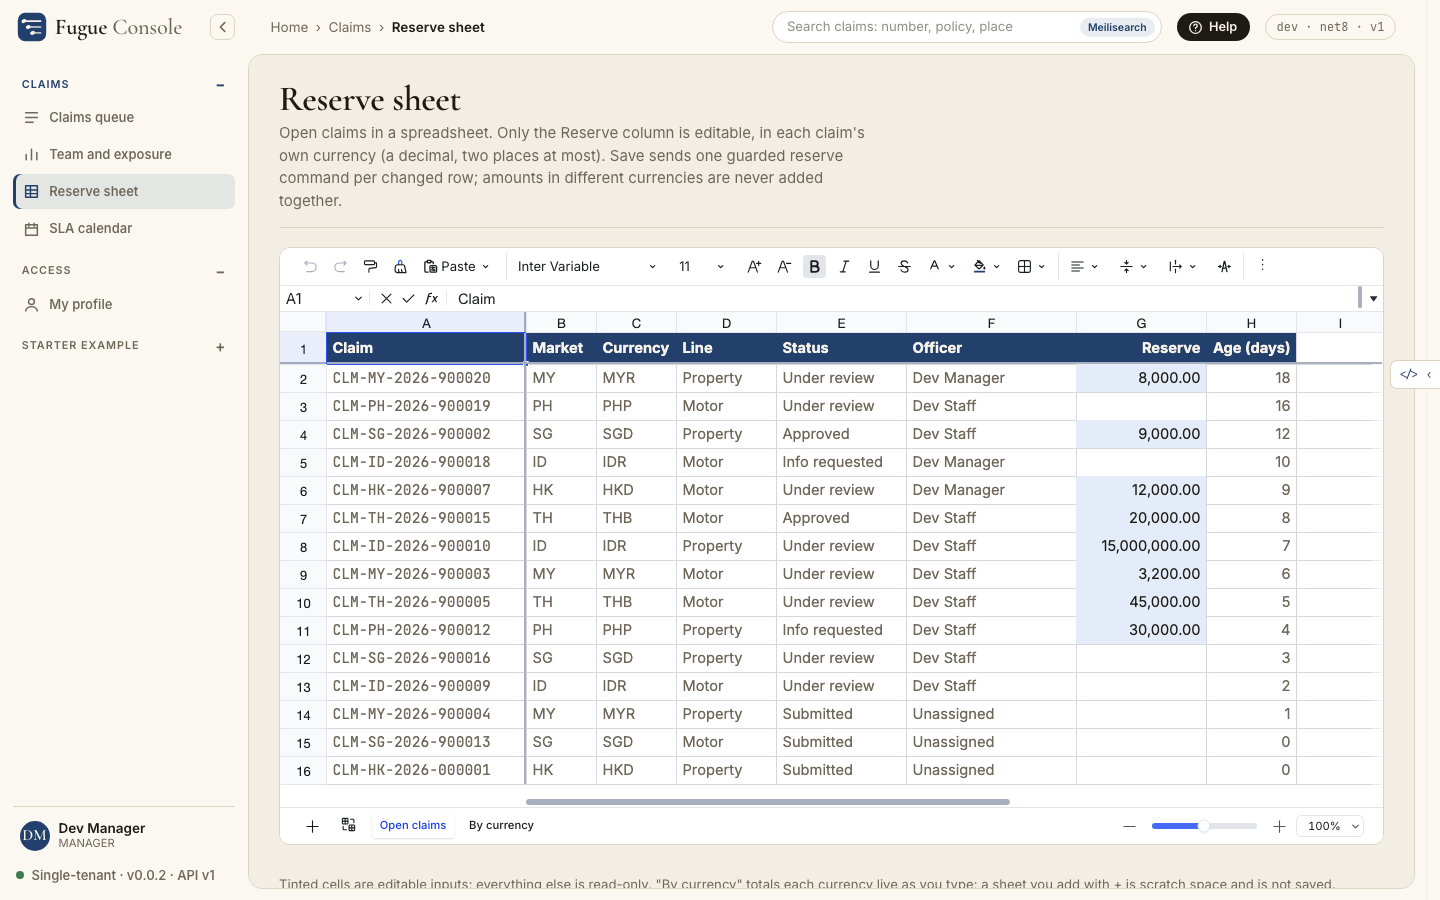 Fugue Console
Home › Claims › Reserve sheet
Search claims: number, policy, place
Meilisearch
Help
dev · net8 · v1
CLAIMS
Claims queue
Team and exposure
Reserve sheet
SLA calendar
ACCESS
My profile
STARTER EXAMPLE
DM
Dev Manager
MANAGER
Single-tenant · v0.0.2 · API v1
Reserve sheet
Open claims in a spreadsheet. Only the Reserve column is editable, in each claim's
own currency (a decimal, two places at most). Save sends one guarded reserve
command per changed row; amounts in different currencies are never added
together.
Paste Inter Variable 11
A1 fx Claim
A B C D E F G H I
1 Claim Market Currency Line Status Officer Reserve Age (days)
2 CLM-MY-2026-900020 MY MYR Property Under review Dev Manager 8,000.00 18
3 CLM-PH-2026-900019 PH PHP Motor Under review Dev Staff 16
4 CLM-SG-2026-900002 SG SGD Property Approved Dev Staff 9,000.00 12
5 CLM-ID-2026-900018 ID IDR Motor Info requested Dev Manager 10
6 CLM-HK-2026-900007 HK HKD Motor Under review Dev Manager 12,000.00 9
7 CLM-TH-2026-900015 TH THB Motor Approved Dev Staff 20,000.00 8
8 CLM-ID-2026-900010 ID IDR Property Under review Dev Staff 15,000,000.00 7
9 CLM-MY-2026-900003 MY MYR Motor Under review Dev Staff 3,200.00 6
10 CLM-TH-2026-900005 TH THB Motor Under review Dev Staff 45,000.00 5
11 CLM-PH-2026-900012 PH PHP Property Info requested Dev Staff 30,000.00 4
12 CLM-SG-2026-900016 SG SGD Property Under review Dev Staff 3
13 CLM-ID-2026-900009 ID IDR Motor Under review Dev Staff 2
14 CLM-MY-2026-900004 MY MYR Property Submitted Unassigned 1
15 CLM-SG-2026-900013 SG SGD Motor Submitted Unassigned 0
16 CLM-HK-2026-000001 HK HKD Property Submitted Unassigned 0
Open claims By currency 100%
Tinted cells are editable inputs; everything else is read-only. "By currency" totals each currency live as you type; a sheet you add with + is scratch space and is not saved.